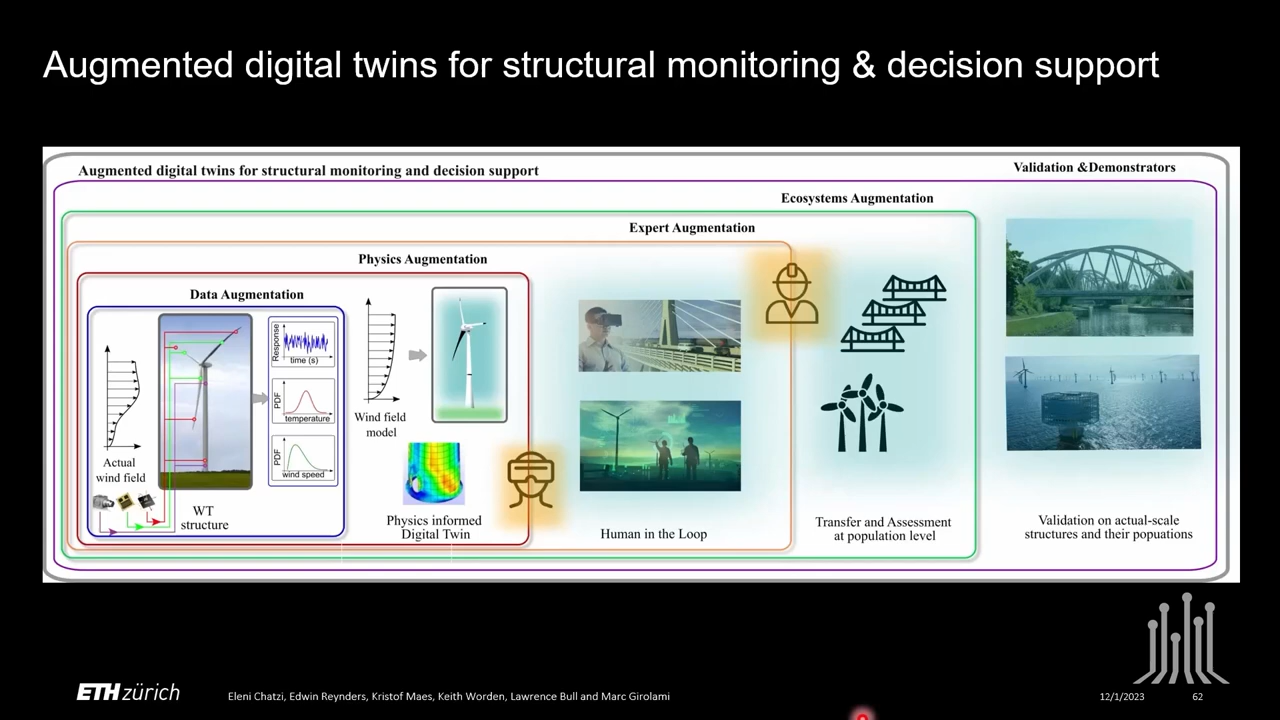 Augmented digital twins for structural monitoring & decision support
Augmented digital twins for structural monitoring and decision support
Validation &Demonstrators
Ecosystems Augmentation
Expert Augmentation
Physics Augmentation
Data Augmentation
Response
time (s)
PDF
temperature
PDF
wind speed
Actual
wind field
WT
structure
Wind field
model
Physics informed
Digital Twin
Human in the Loop
Transfer and Assessment
at population level
Validation on actual-scale
structures and their popuations
ETH zürich
Eleni Chatzi, Edwin Reynders, Kristof Maes, Keith Worden, Lawrence Bull and Marc Girolami
12/1/2023
62